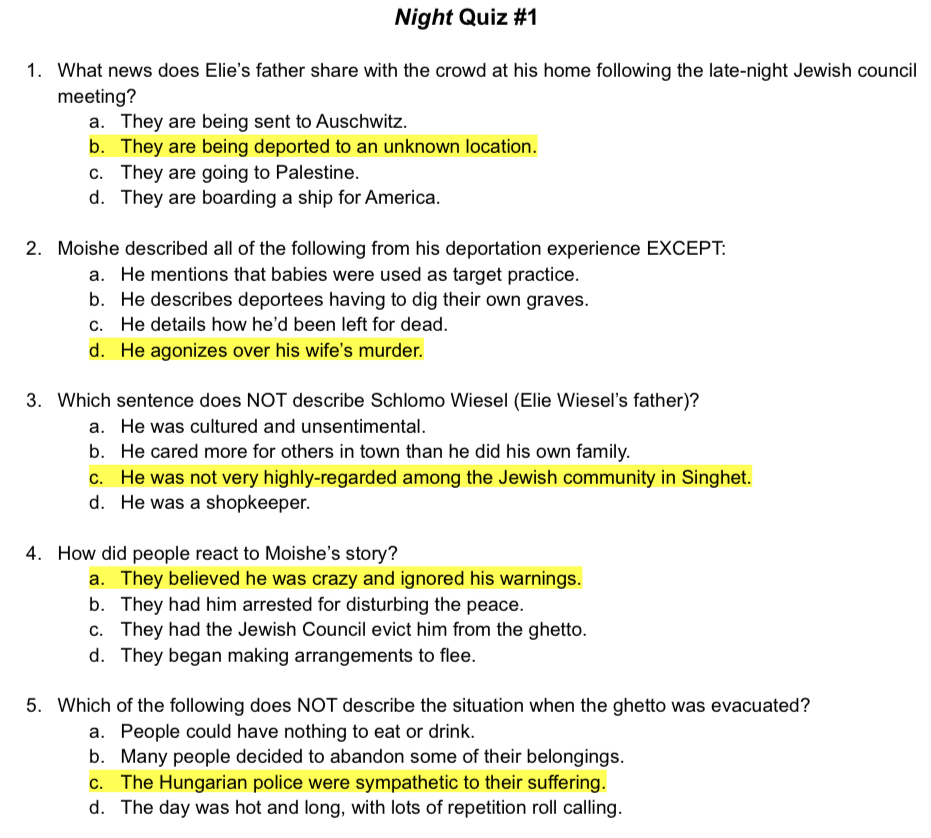 Night Quiz #1
1. What news does Elie's father share with the crowd at his home following the late-night Jewish council
meeting?
a. They are being sent to Auschwitz.
b. They are being deported to an unknown location.
c. They are going to Palestine.
d. They are boarding a ship for America.
2. Moishe described all of the following from his deportation experience EXCEPT:
a. He mentions that babies were used as target practice.
b. He describes deportees having to dig their own graves.
c. He details how he'd been left for dead.
d. He agonizes over his wife's murder.
3. Which sentence does NOT describe Schlomo Wiesel (Elie Wiesel's father)?
a. He was cultured and unsentimental.
b. He cared more for others in town than he did his own family.
c. He was not very highly-regarded among the Jewish community in Singhet.
d. He was a shopkeeper.
4. How did people react to Moishe's story?
a. They believed he was crazy and ignored his warnings.
b. They had him arrested for disturbing the peace.
c. They had the Jewish Council evict him from the ghetto.
d. They began making arrangements to flee.
5. Which of the following does NOT describe the situation when the ghetto was evacuated?
a. People could have nothing to eat or drink.
b. Many people decided to abandon some of their belongings.
c. The Hungarian police were sympathetic to their suffering.
d. The day was hot and long, with lots of repetition roll calling.